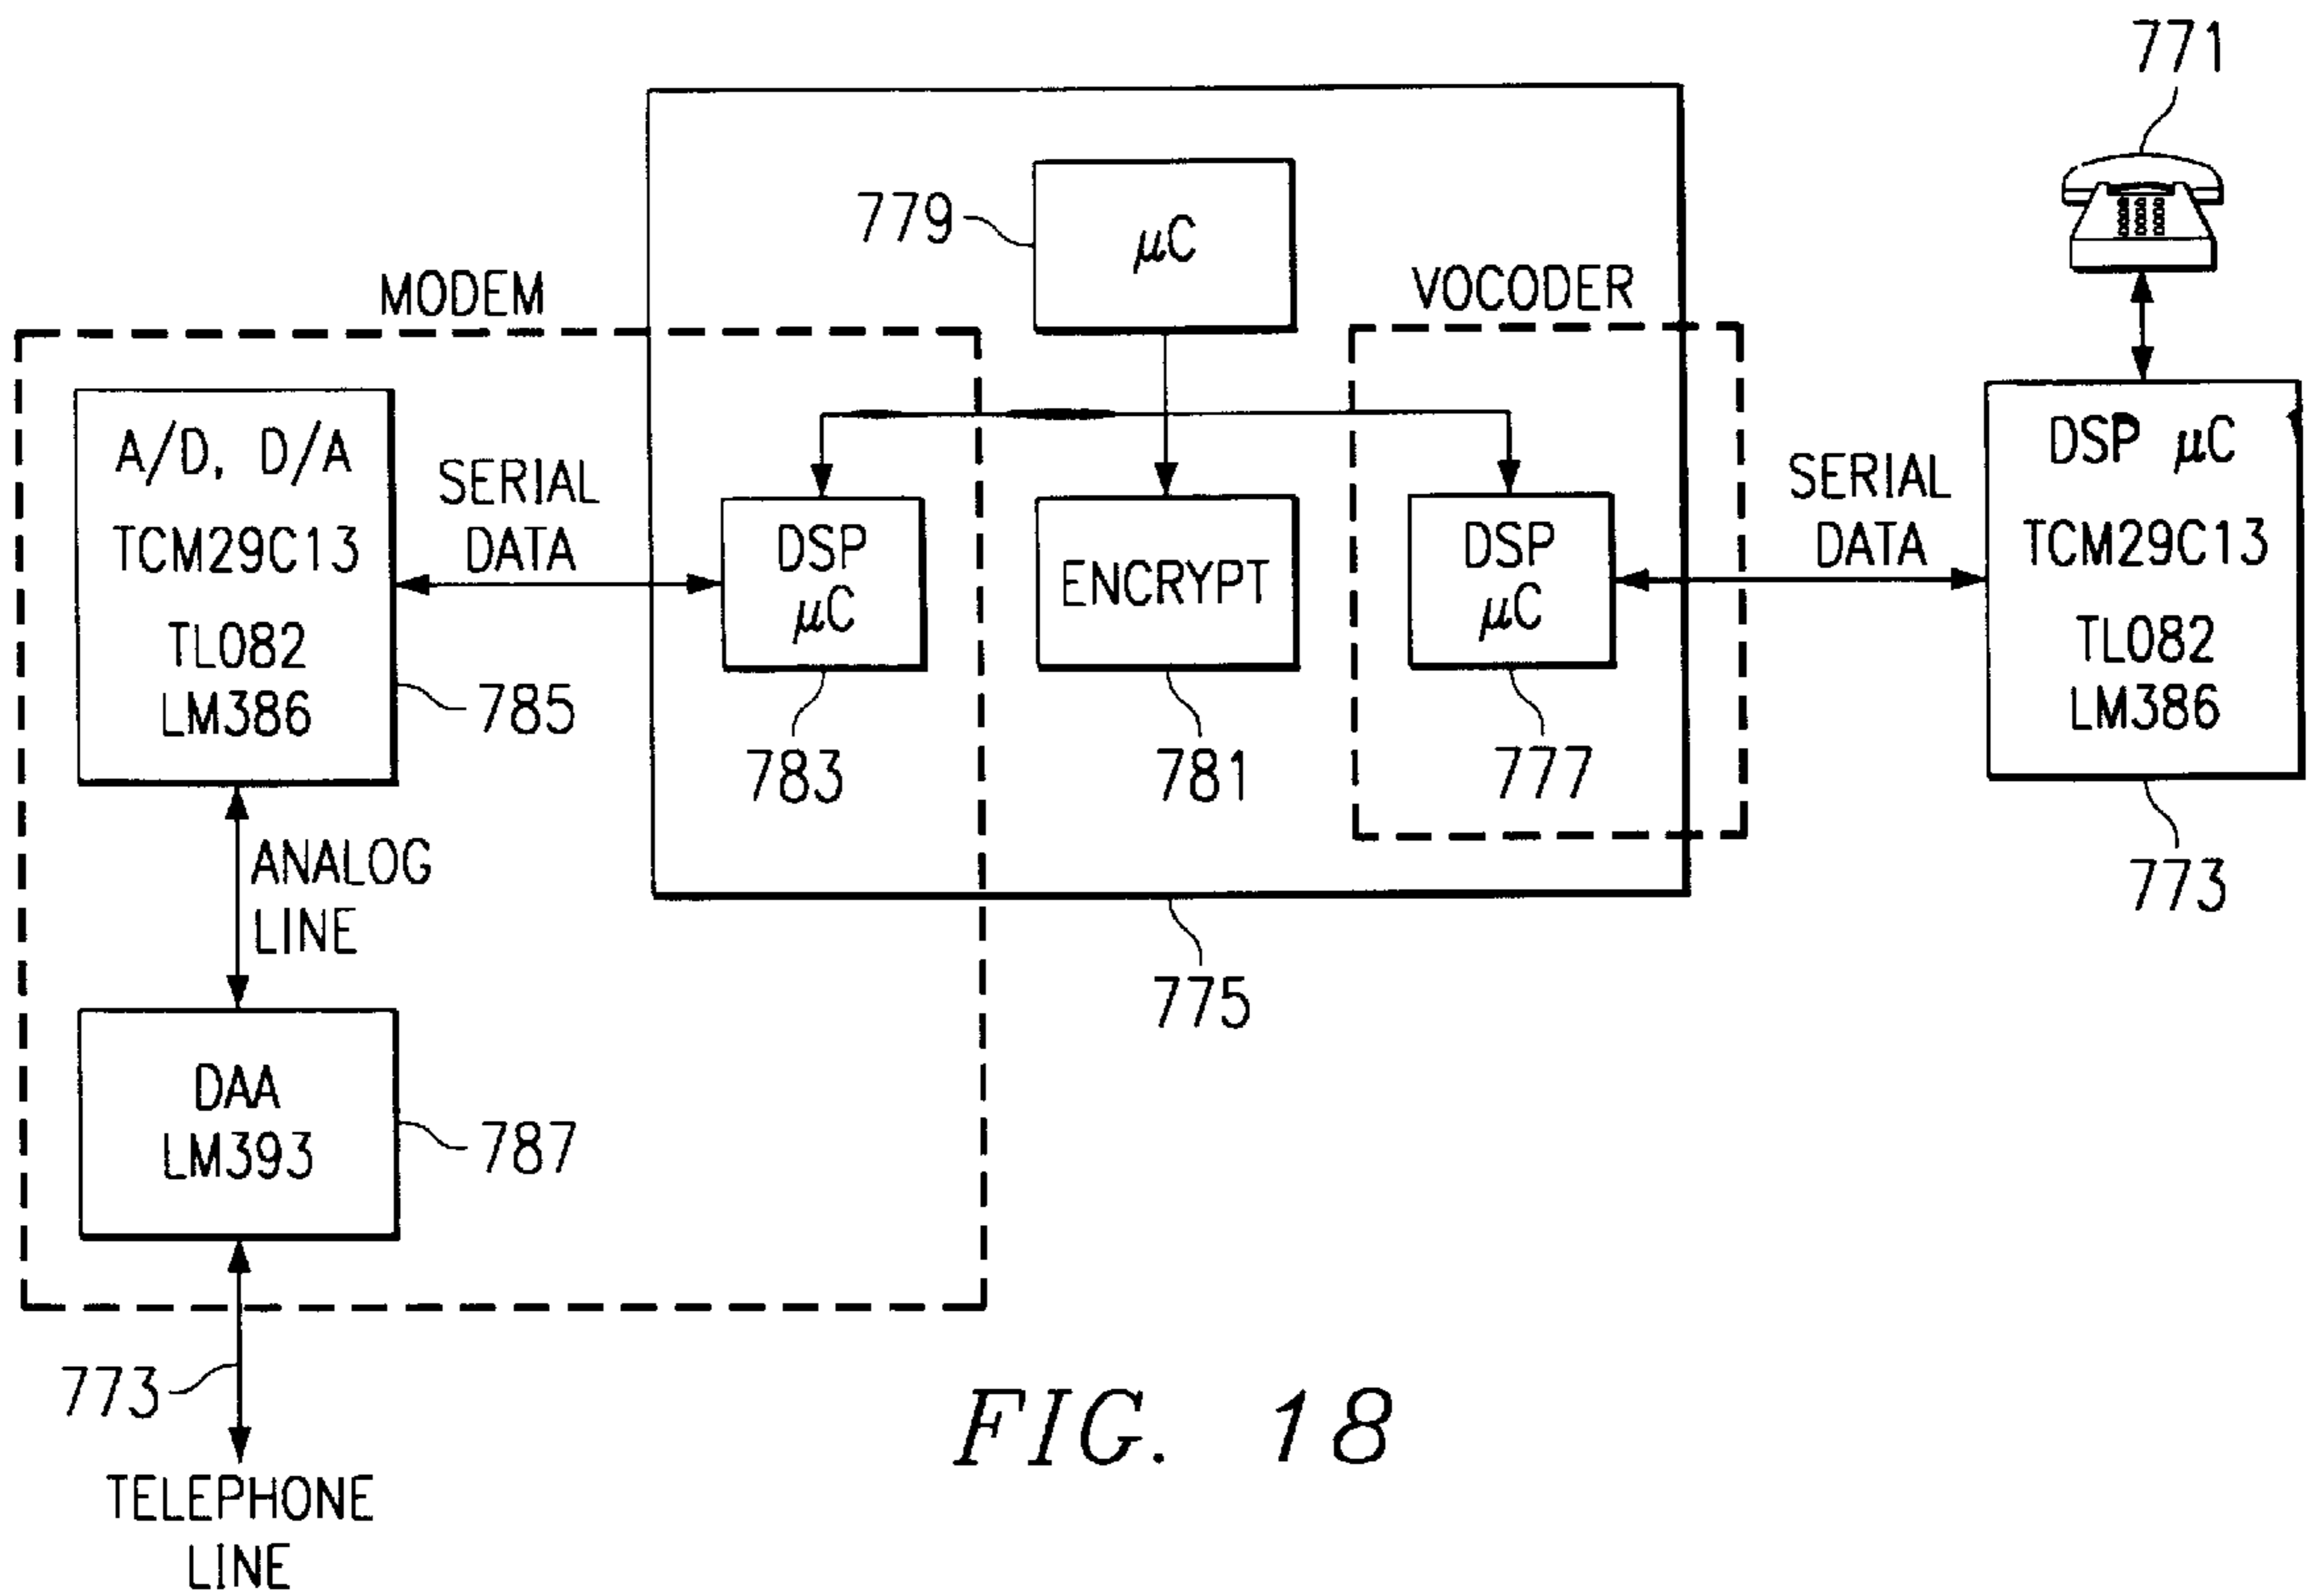 771
779
μC
MODEM
VOCODER
A/D, D/A
TCM29C13
TL082
LM386
785
SERIAL
DATA
DSP
μC
783
ENCRYPT
781
DSP
μC
777
SERIAL
DATA
DSP μC
TCM29C13
TL082
LM386
773
ANALOG
LINE
775
DAA
LM393
787
773
TELEPHONE
LINE
FIG. 18